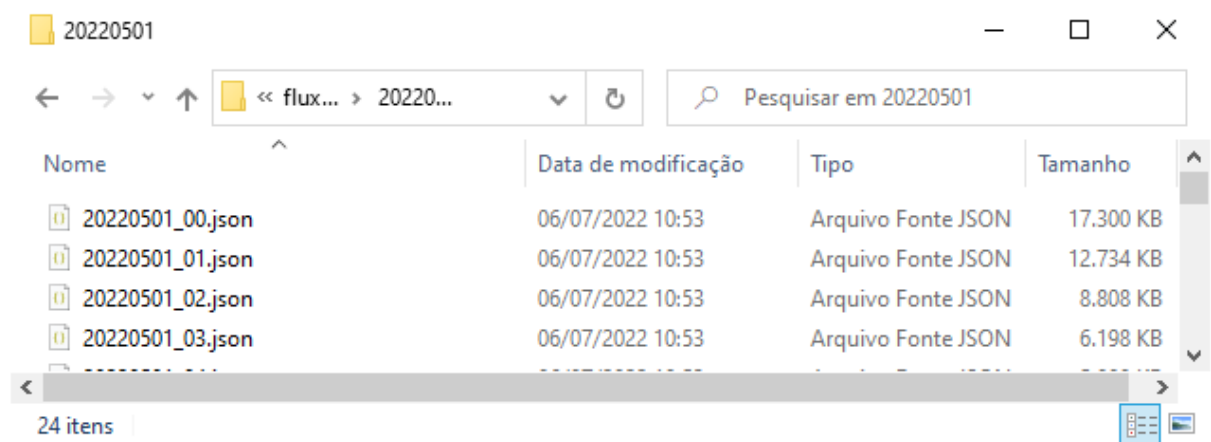 20220501
« flux... > 20220...
Pesquisar em 20220501
Nome Data de modificação Tipo Tamanho
20220501_00.json 06/07/2022 10:53 Arquivo Fonte JSON 17.300 KB
20220501_01.json 06/07/2022 10:53 Arquivo Fonte JSON 12.734 KB
20220501_02.json 06/07/2022 10:53 Arquivo Fonte JSON 8.808 KB
20220501_03.json 06/07/2022 10:53 Arquivo Fonte JSON 6.198 KB
24 itens